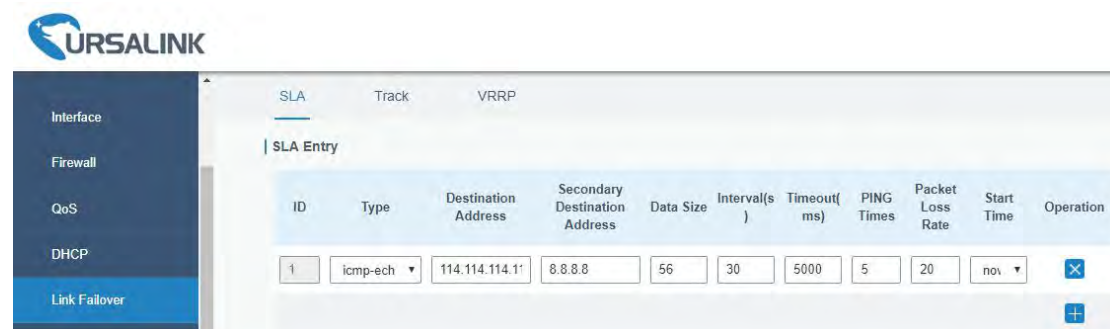 URSALINK
SLA Track VRRP
Interface
SLA Entry
Firewall
ID Type Destination Address Secondary Destination Address Data Size Interval(s) Timeout(ms) PING Times Packet Loss Rate Start Time Operation
QoS
DHCP
1 icmp-ech 114.114.114.11 8.8.8.8 56 30 5000 5 20 now
Link Failover